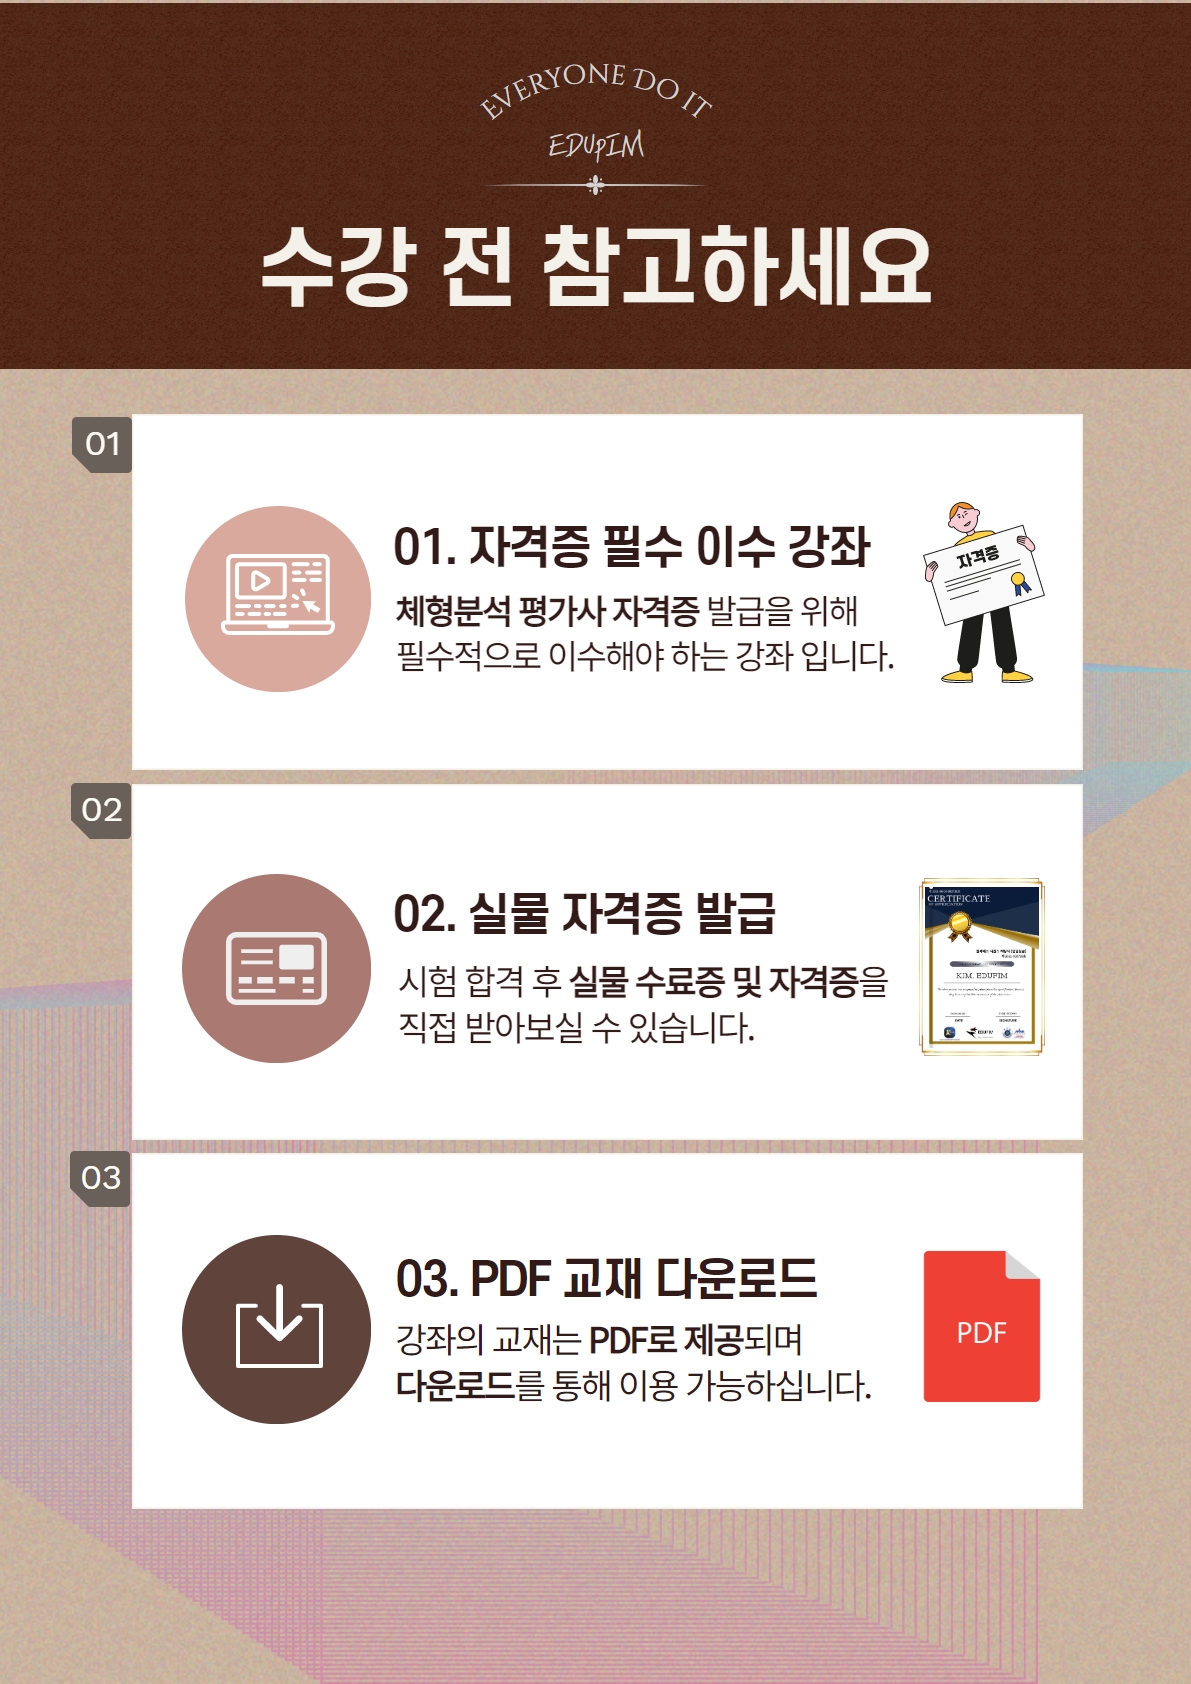 EVERYONE DO IT
EDUPIM
수강 전 참고하세요
01
01. 자격증 필수 이수 강좌
체형분석 평가사 자격증 발급을 위해
필수적으로 이수해야 하는 강좌 입니다.
자격증
02
02. 실물 자격증 발급
시험 합격 후 실물 수료증 및 자격증을
직접 받아보실 수 있습니다.
CERTIFICATE
KIM. EDUFIM
03
03. PDF 교재 다운로드
강좌의 교재는 PDF로 제공되며
다운로드를 통해 이용 가능하십니다.
PDF